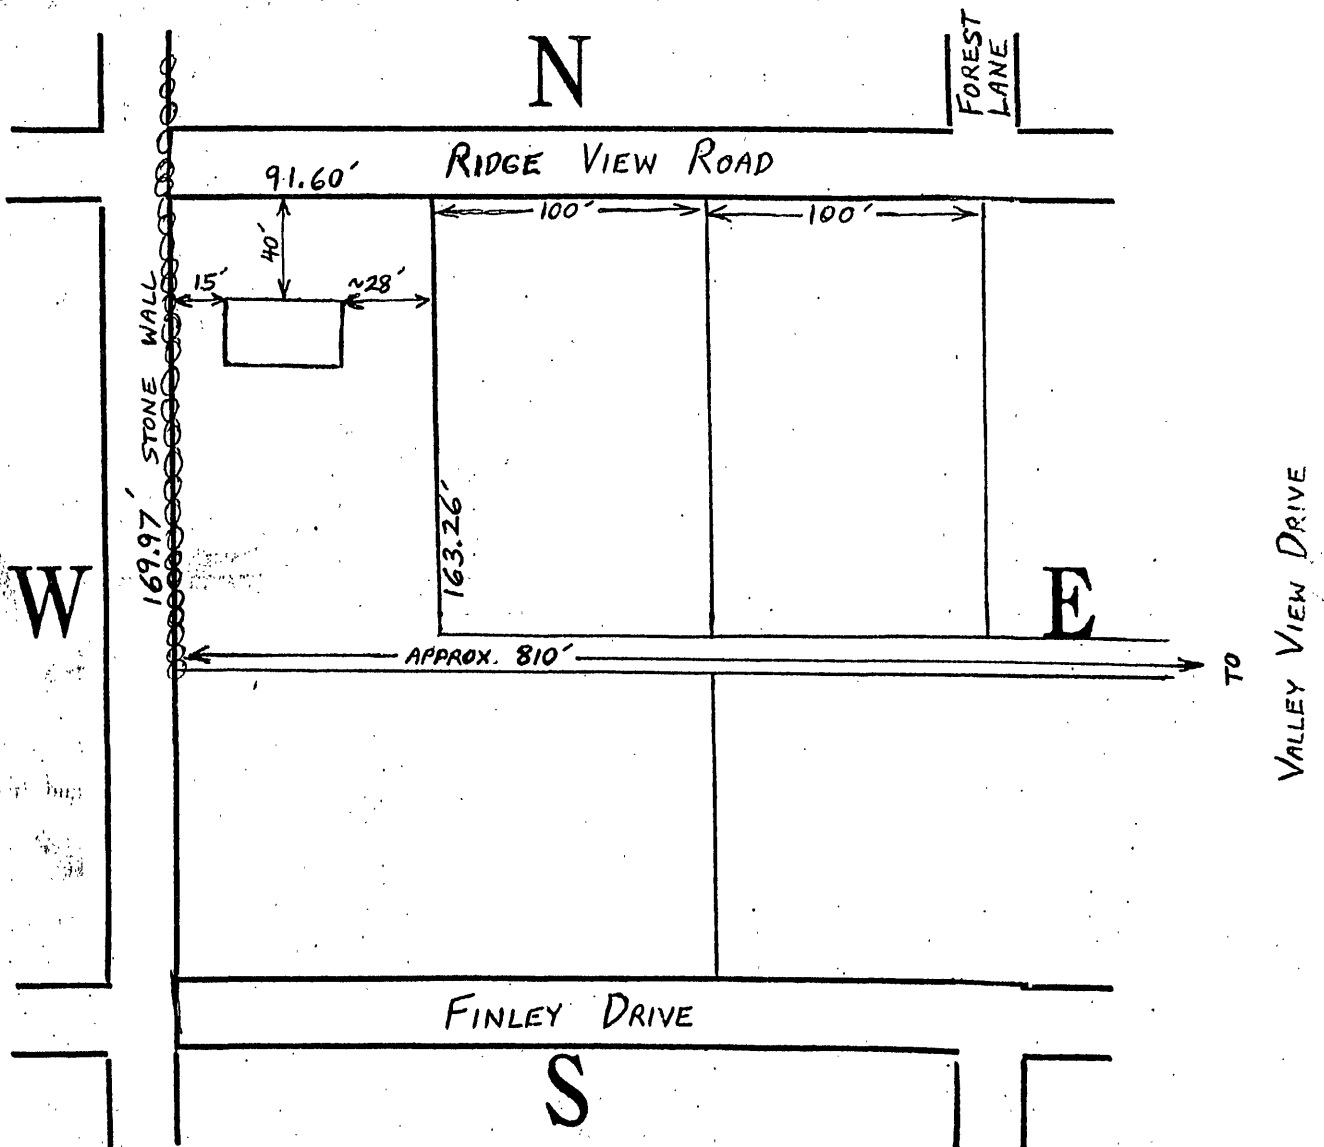 N
FOREST
LANE
RIDGE VIEW ROAD
91.60'
100'
100'
40'
15'
~28'
STONE WALL
169.97'
163.26'
W
E
APPROX. 810'
TO
VALLEY VIEW DRIVE
FINLEY DRIVE
S